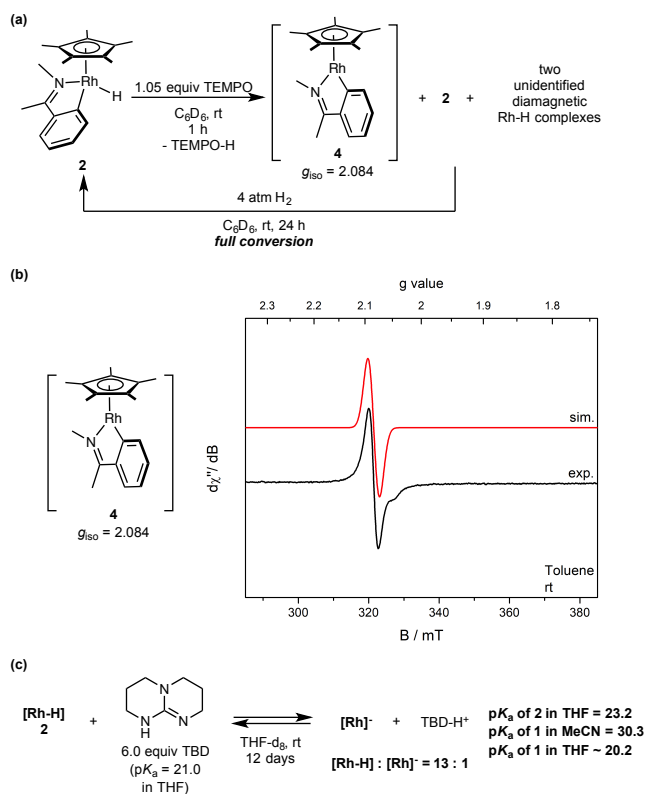 (a)
N
Rh
H
2
1.05 equiv TEMPO
C6D6, rt
1 h
- TEMPO-H
Rh
N
4
giso = 2.084
+ 2 +
two
unidentified
diamagnetic
Rh-H complexes
4 atm H2
C6D6, rt, 24 h
full conversion
(b)
Rh
N
4
giso = 2.084
g value
2.3 2.2 2.1 2 1.9 1.8
dχ''/ dB
sim.
exp.
Toluene
rt
300 320 340 360 380
B / mT
(c)
[Rh-H]
2
+
N
N
H
N
6.0 equiv TBD
(pKa = 21.0
in THF)
THF-d8, rt
12 days
[Rh]- + TBD-H+
[Rh-H] : [Rh]- = 13 : 1
pKa of 2 in THF = 23.2
pKa of 1 in MeCN = 30.3
pKa of 1 in THF ~ 20.2